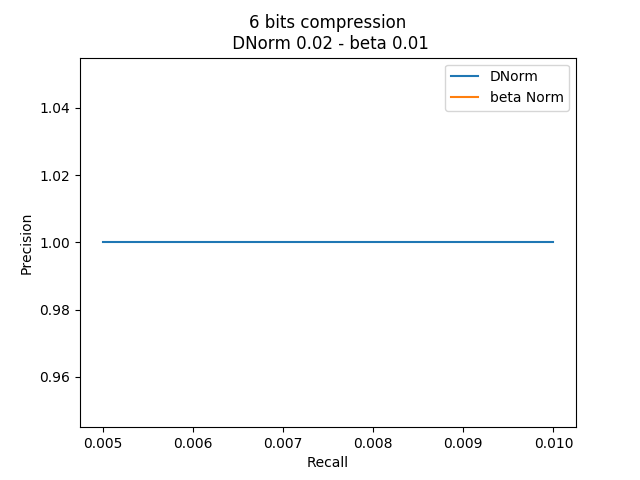 6 bits compression
DNorm 0.02 - beta 0.01
DNorm
beta Norm
1.04
1.02
1.00
0.98
0.96
Precision
0.005 0.006 0.007 0.008 0.009 0.010
Recall